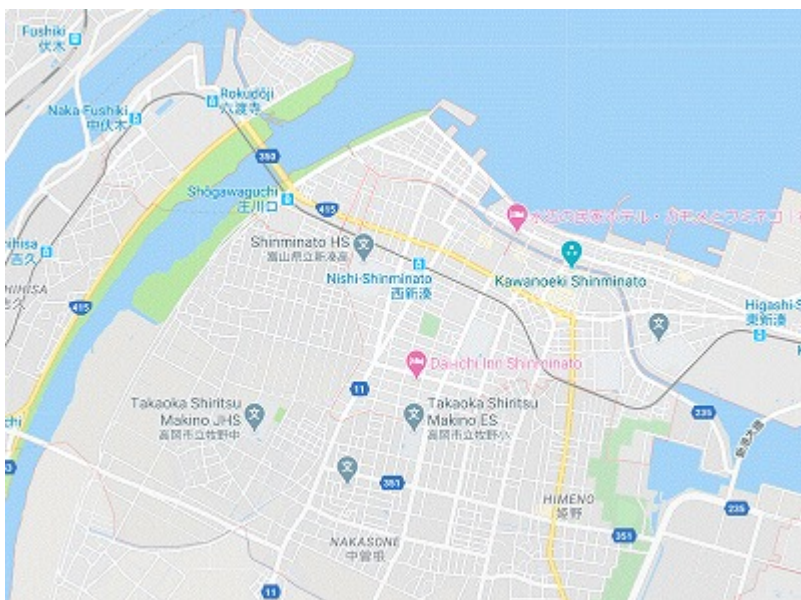 Fushiki
伏木
Rokudōji
六渡寺
Naka-Fushiki
中伏木
350
Shōgawaguchi
庄川口
415
Shinminato HS
富山県立新湊高
Nishi-Shinminato
西新湊
Kawanoeki Shinminato
吉久
415
Higashi-S
東新湊
Dai-ichi Inn Shinminato
11
Takaoka Shiritsu
Makino JHS
高岡市立牧野中
Takaoka Shiritsu
Makino ES
高岡市立牧野小
235
351
HIMENO
姫野
235
351
NAKASONE
中曽根
11